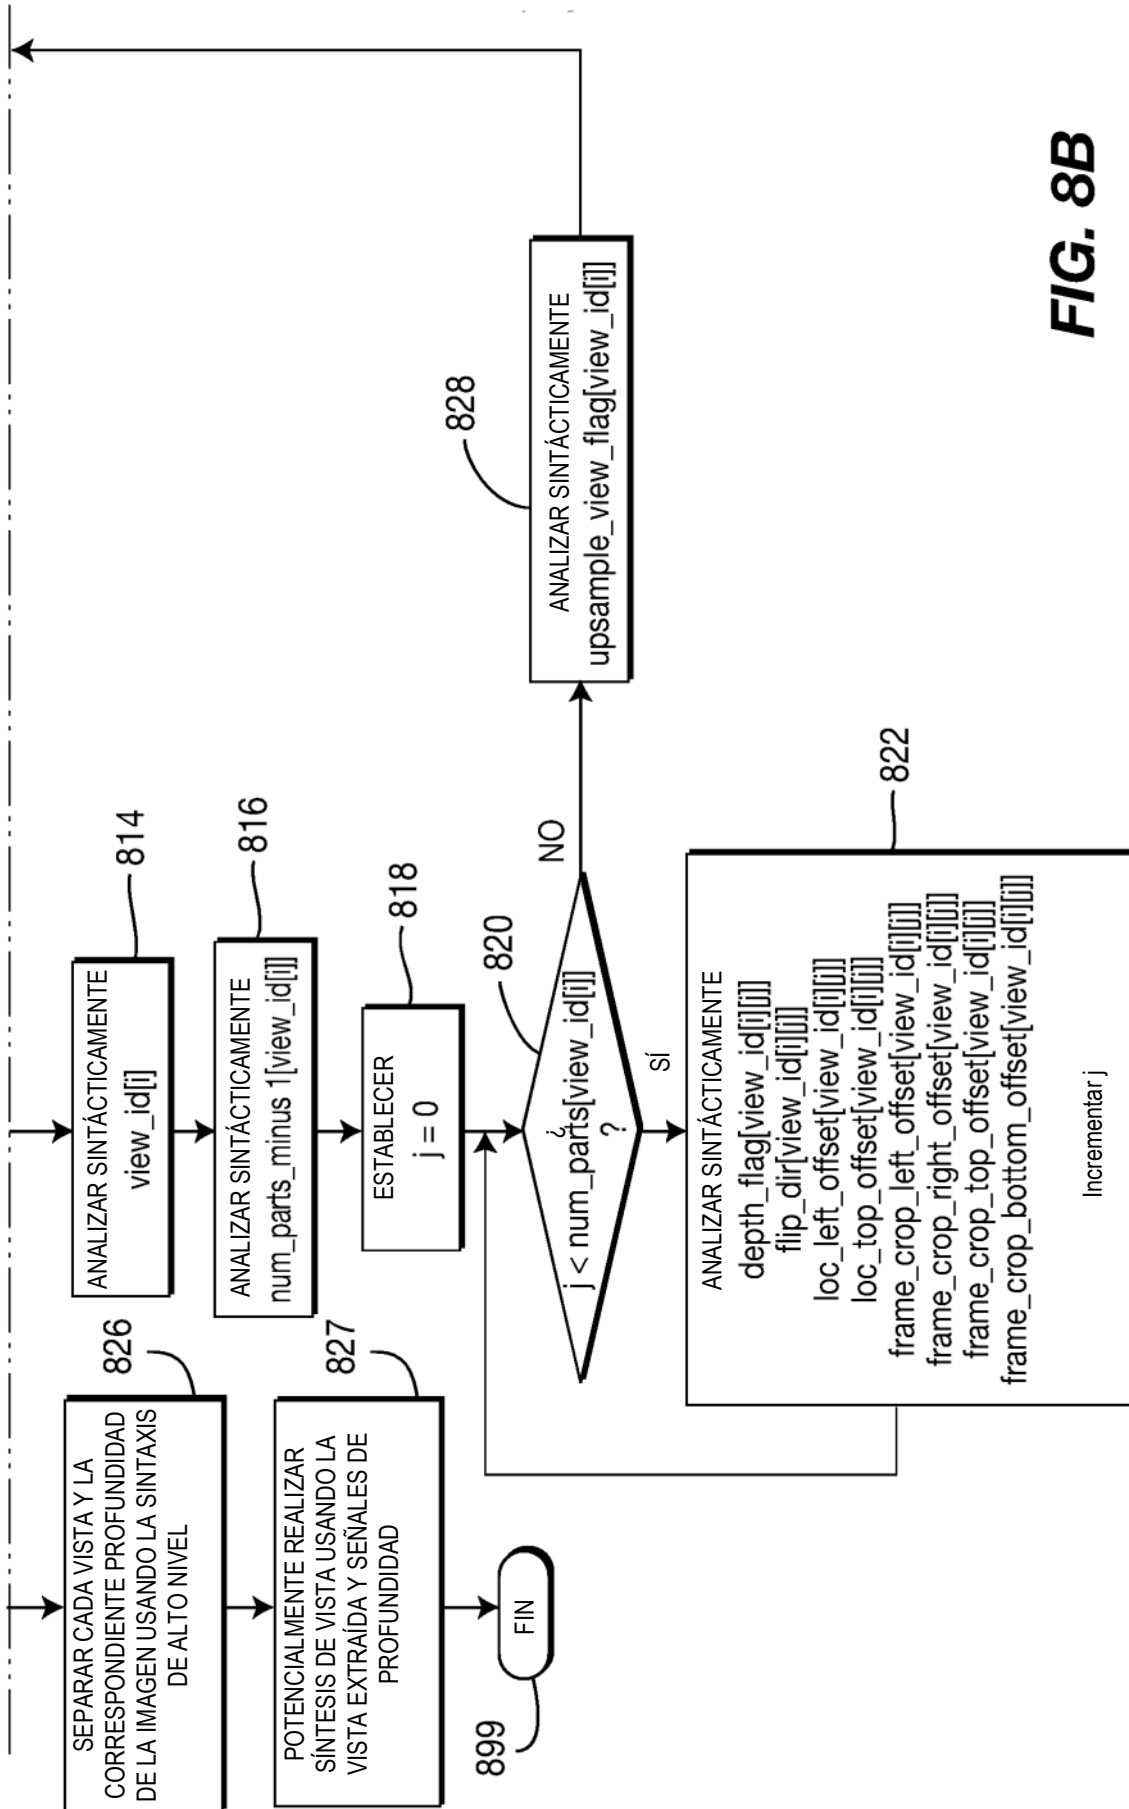 SEPARAR CADA VISTA Y LA
CORRESPONDIENTE PROFUNDIDAD
DE LA IMAGEN USANDO LA SINTAXIS
DE ALTO NIVEL
826
POTENCIALMENTE REALIZAR
SÍNTESIS DE VISTA USANDO LA
VISTA EXTRAÍDA Y SEÑALES DE
PROFUNDIDAD
827
FIN
899
ANALIZAR SINTÁCTICAMENTE
view_id[i]
814
ANALIZAR SINTÁCTICAMENTE
num_parts_minus 1[view_id[i]]
816
ESTABLECER
j = 0
818
¿
j < num_parts[view_id[i]]
?
820
NO
SÍ
ANALIZAR SINTÁCTICAMENTE
depth_flag[view_id[i][j]]
flip_dir[view_id[i][j]]
loc_left_offset[view_id[i][j]]
loc_top_offset[view_id[i][j]]
frame_crop_left_offset[view_id[i][j]]
frame_crop_right_offset[view_id[i][j]]
frame_crop_top_offset[view_id[i][j]]
frame_crop_bottom_offset[view_id[i][j]]
Incrementar j
822
ANALIZAR SINTÁCTICAMENTE
upsample_view_flag[view_id[i]]
828
FIG. 8B